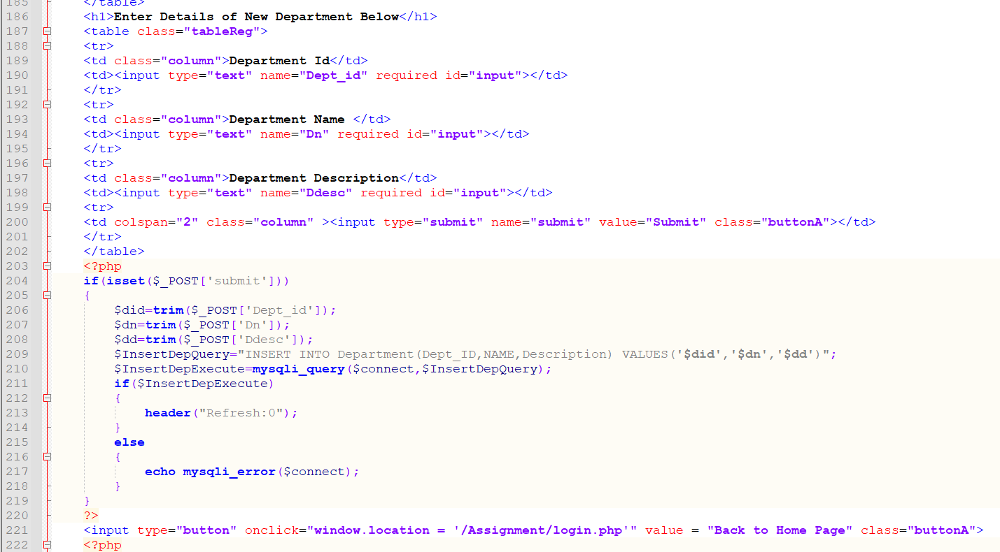 185 </table>
186 <h1>Enter Details of New Department Below</h1>
187 <table class="tableReg">
188 <tr>
189 <td class="column">Department Id</td>
190 <td><input type="text" name="Dept_id" required id="input"></td>
191 </tr>
192 <tr>
193 <td class="column">Department Name </td>
194 <td><input type="text" name="Dn" required id="input"></td>
195 </tr>
196 <tr>
197 <td class="column">Department Description</td>
198 <td><input type="text" name="Ddesc" required id="input"></td>
199 <tr>
200 <td colspan="2" class="column" ><input type="submit" name="submit" value="Submit" class="buttonA"></td>
201 </tr>
202 </table>
203 <?php
204 if(isset($_POST['submit']))
205 {
206 $did=trim($_POST['Dept_id']);
207 $dn=trim($_POST['Dn']);
208 $dd=trim($_POST['Ddesc']);
209 $InsertDepQuery="INSERT INTO Department(Dept_ID,NAME,Description) VALUES('$did','$dn','$dd')";
210 $InsertDepExecute=mysqli_query($connect,$InsertDepQuery);
211 if($InsertDepExecute)
212 {
213 header("Refresh:0");
214 }
215 else
216 {
217 echo mysqli_error($connect);
218 }
219 }
220 ?>
221 <input type="button" onclick="window.location = '/Assignment/login.php'" value = "Back to Home Page" class="buttonA">
222 <?php